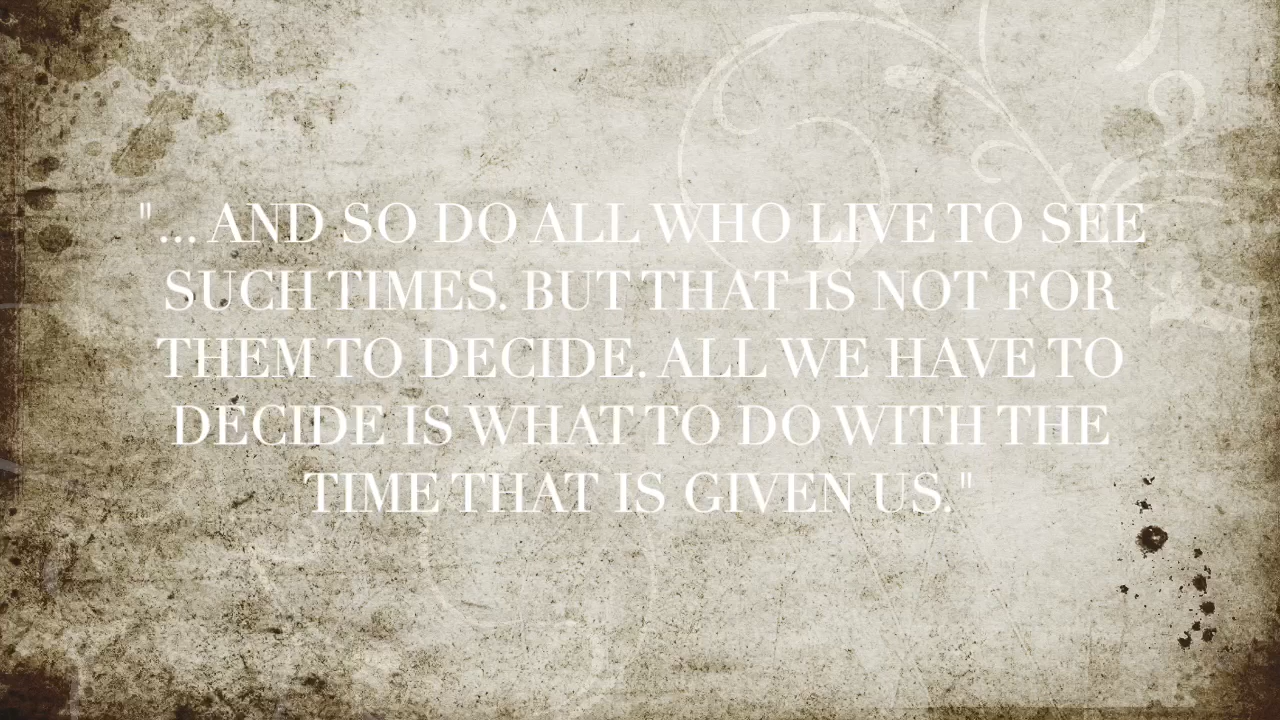 "... AND SO DO ALL WHO LIVE TO SEE
SUCH TIMES. BUT THAT IS NOT FOR
THEM TO DECIDE. ALL WE HAVE TO
DECIDE IS WHAT TO DO WITH THE
TIME THAT IS GIVEN US."